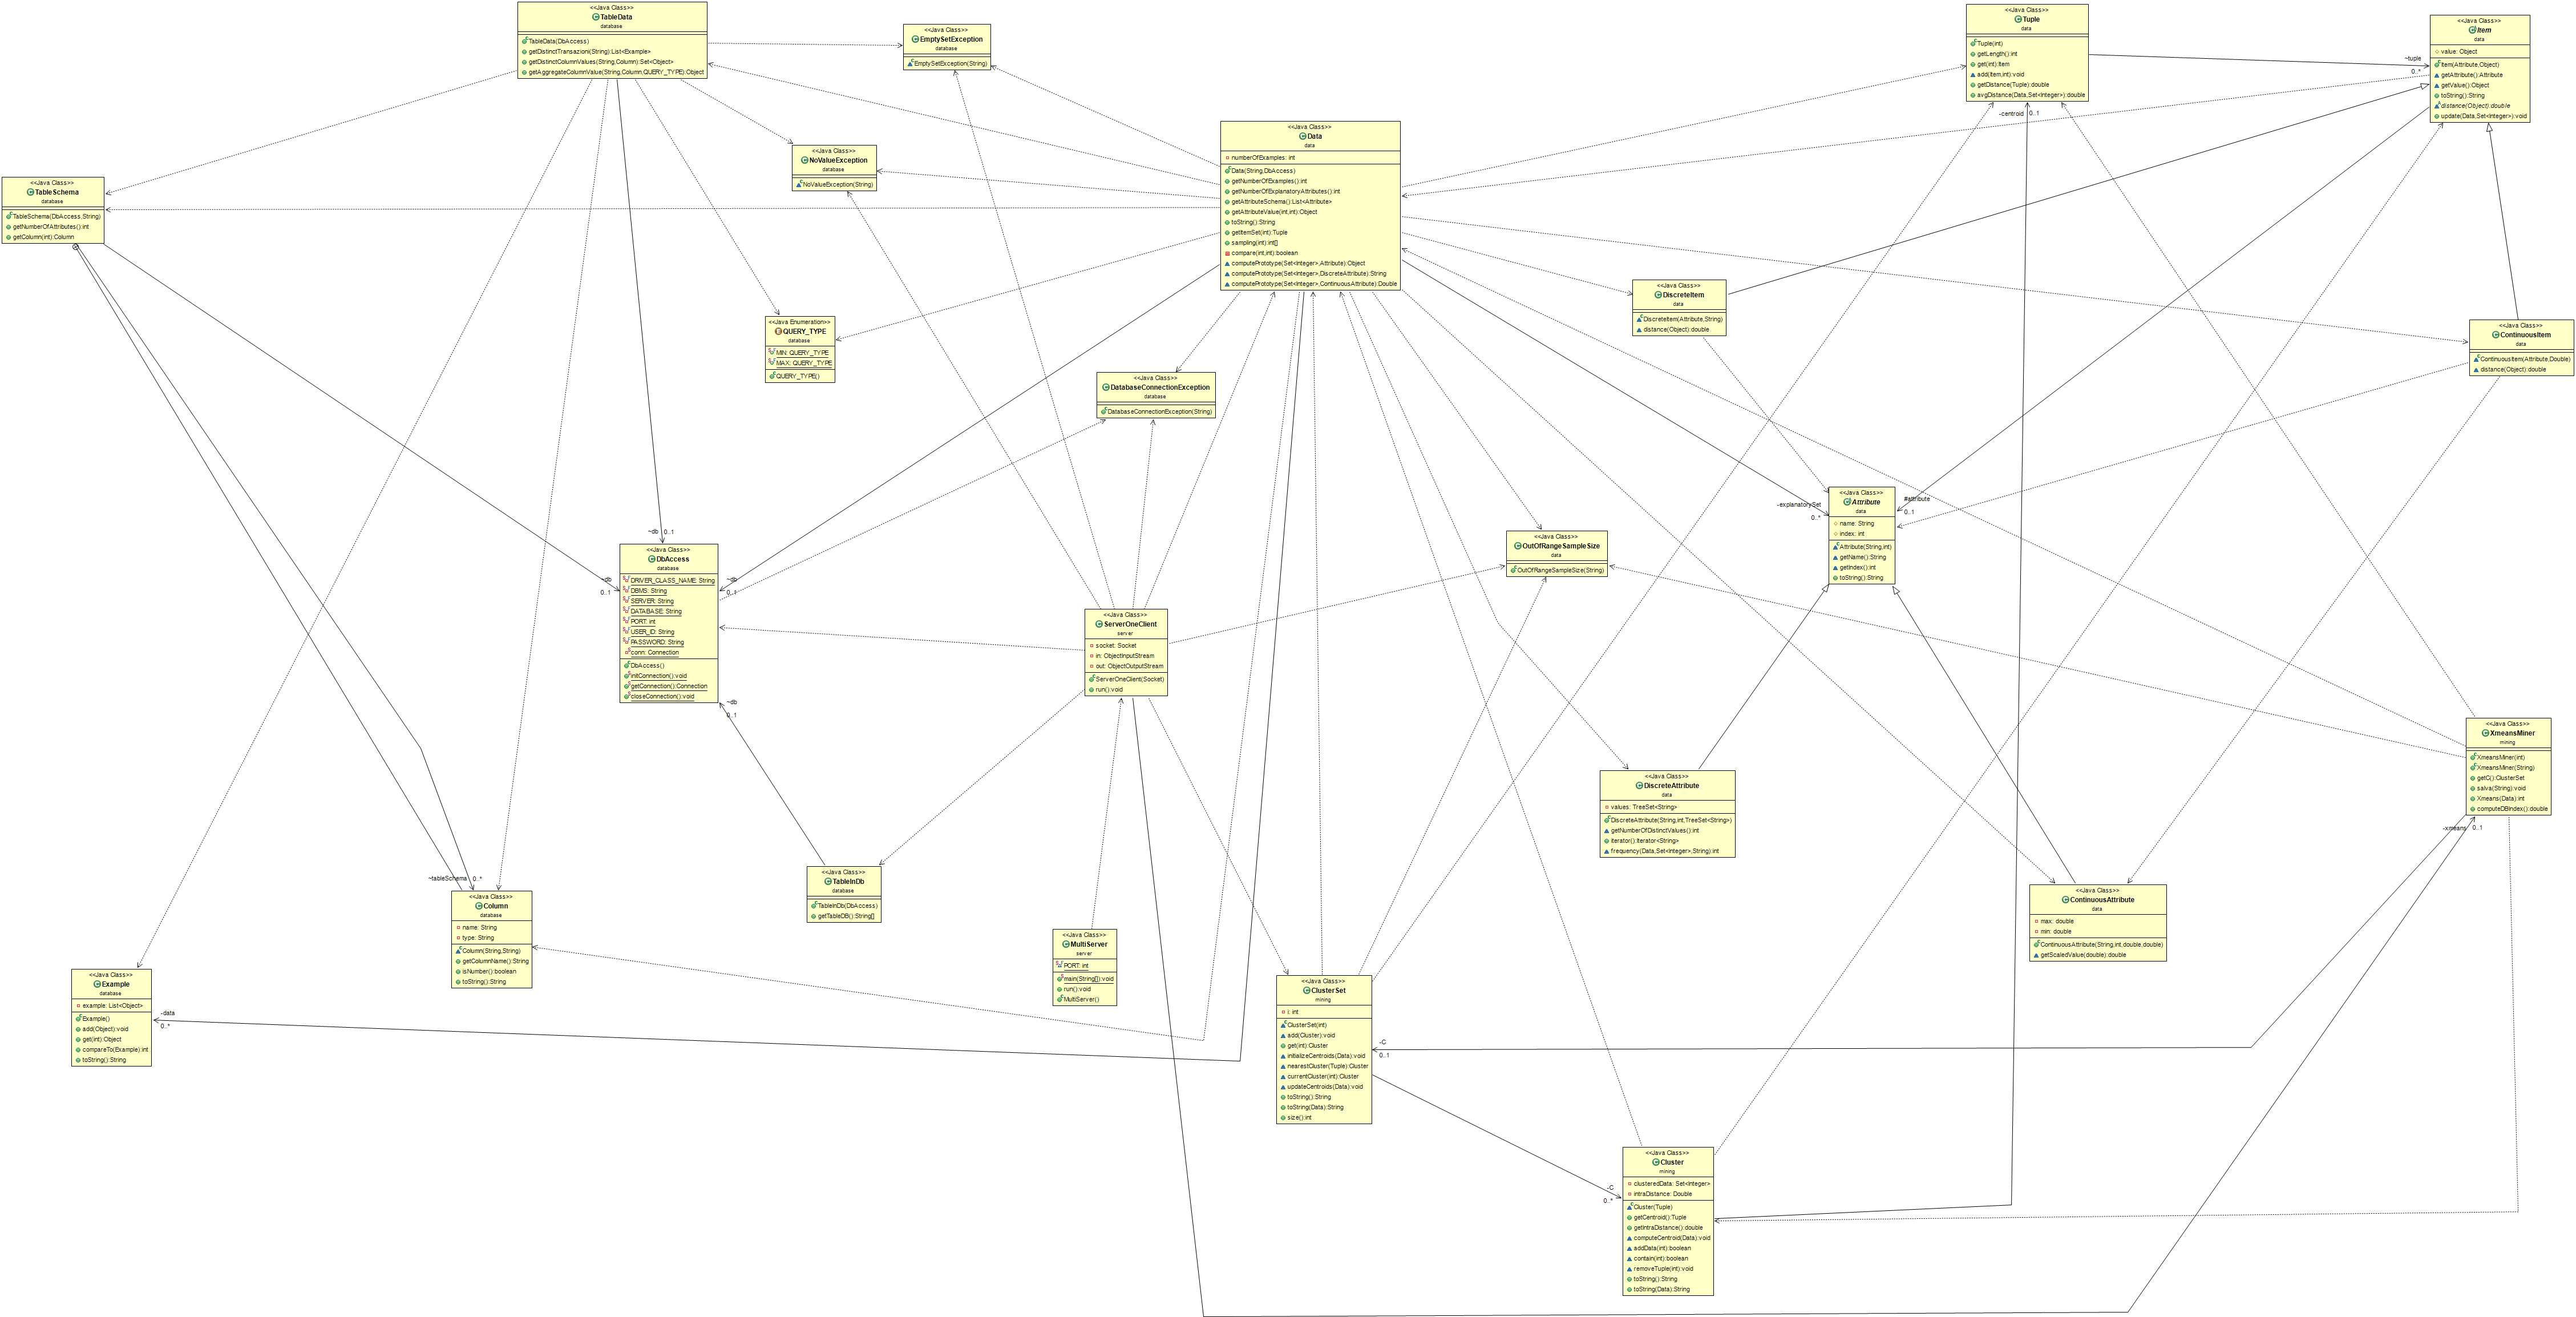 <<Java Class>>
TableData
database
TableData(DbAccess)
getDistinctTransazioni(String):List<Example>
getDistinctColumnValues(String,Column):Set<Object>
getAggregateColumnValue(String,Column,QUERY_TYPE):Object
<<Java Class>>
EmptySetException
database
EmptySetException(String)
<<Java Class>>
Tuple
data
Tuple(int)
getLength():int
get(int):Item
add(Item,int):void
getDistance(Tuple):double
avgDistance(Data,Set<Integer>):double
~tuple
0..*
-centroid
0..1
<<Java Class>>
Item
data
value: Object
Item(Attribute,Object)
getAttribute():Attribute
getValue():Object
toString():String
distance(Object):double
update(Data,Set<Integer>):void
<<Java Class>>
NoValueException
database
NoValueException(String)
<<Java Class>>
Data
data
numberOfExamples: int
Data(String,DbAccess)
getNumberOfExamples():int
getNumberOfExplanatoryAttributes():int
getAttributeSchema():List<Attribute>
getAttributeValue(int,int):Object
toString():String
getItemSet(int):Tuple
sampling(int):int[]
compare(int,int):boolean
computePrototype(Set<Integer>,Attribute):Object
computePrototype(Set<Integer>,DiscreteAttribute):String
computePrototype(Set<Integer>,ContinuousAttribute):Double
<<Java Class>>
TableSchema
database
TableSchema(DbAccess,String)
getNumberOfAttributes():int
getColumn(int):Column
<<Java Class>>
DiscreteItem
data
DiscreteItem(Attribute,String)
distance(Object):double
<<Java Class>>
ContinuousItem
data
ContinuousItem(Attribute,Double)
distance(Object):double
<<Java Enumeration>>
QUERY_TYPE
database
MIN: QUERY_TYPE
MAX: QUERY_TYPE
QUERY_TYPE()
<<Java Class>>
DatabaseConnectionException
database
DatabaseConnectionException(String)
<<Java Class>>
Attribute
data
name: String
index: int
Attribute(String,int)
getName():String
getIndex():int
toString():String
-explanatorySet
0..*
#attribute
0..1
<<Java Class>>
OutOfRangeSampleSize
data
OutOfRangeSampleSize(String)
~db
0..1
~db
0..1
~db
0..1
~db
0..1
<<Java Class>>
DbAccess
database
DRIVER_CLASS_NAME: String
DBMS: String
SERVER: String
DATABASE: String
PORT: int
USER_ID: String
PASSWORD: String
conn: Connection
DbAccess()
initConnection():void
getConnection():Connection
closeConnection():void
<<Java Class>>
ServerOneClient
server
socket: Socket
in: ObjectInputStream
out: ObjectOutputStream
ServerOneClient(Socket)
run():void
<<Java Class>>
XmeansMiner
mining
XmeansMiner(int)
XmeansMiner(String)
getC():ClusterSet
salva(String):void
Xmeans(Data):int
computeDBIndex():double
-xmeans
0..1
<<Java Class>>
DiscreteAttribute
data
values: TreeSet<String>
DiscreteAttribute(String,int,TreeSet<String>)
getNumberOfDistinctValues():int
iterator():Iterator<String>
frequency(Data,Set<Integer>,String):int
<<Java Class>>
TableInDb
database
TableInDb(DbAccess)
getTableDB():String[]
~tableSchema
0..*
<<Java Class>>
Column
database
name: String
type: String
Column(String,String)
getColumnName():String
isNumber():boolean
toString():String
<<Java Class>>
ContinuousAttribute
data
max: double
min: double
ContinuousAttribute(String,int,double,double)
getScaledValue(double):double
<<Java Class>>
MultiServer
server
PORT: int
main(String[]):void
run():void
MultiServer()
<<Java Class>>
Example
database
example: List<Object>
Example()
add(Object):void
get(int):Object
compareTo(Example):int
toString():String
-data
0..*
<<Java Class>>
ClusterSet
mining
i: int
ClusterSet(int)
add(Cluster):void
get(int):Cluster
initializeCentroids(Data):void
nearestCluster(Tuple):Cluster
currentCluster(int):Cluster
updateCentroids(Data):void
toString():String
toString(Data):String
size():int
-C
0..1
-C
0..*
<<Java Class>>
Cluster
mining
clusteredData: Set<Integer>
intraDistance: Double
Cluster(Tuple)
getCentroid():Tuple
getIntraDistance():double
computeCentroid(Data):void
addData(int):boolean
contain(int):boolean
removeTuple(int):void
toString():String
toString(Data):String